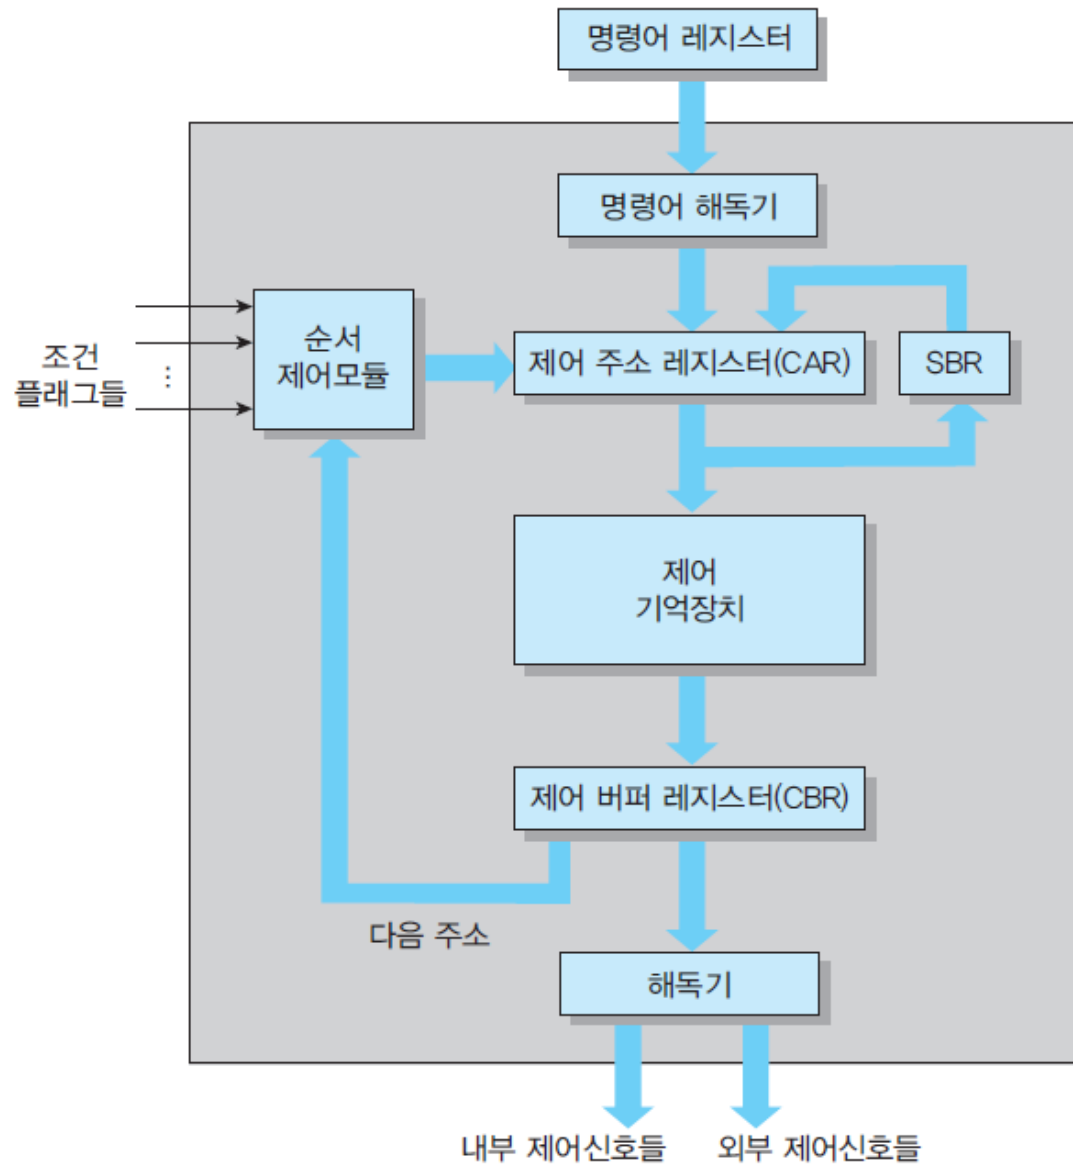 명령어 레지스터
명령어 해독기
순서
제어모듈
조건
플래그들
⋮
제어 주소 레지스터(CAR)
SBR
제어
기억장치
제어 버퍼 레지스터(CBR)
다음 주소
해독기
내부 제어신호들
외부 제어신호들